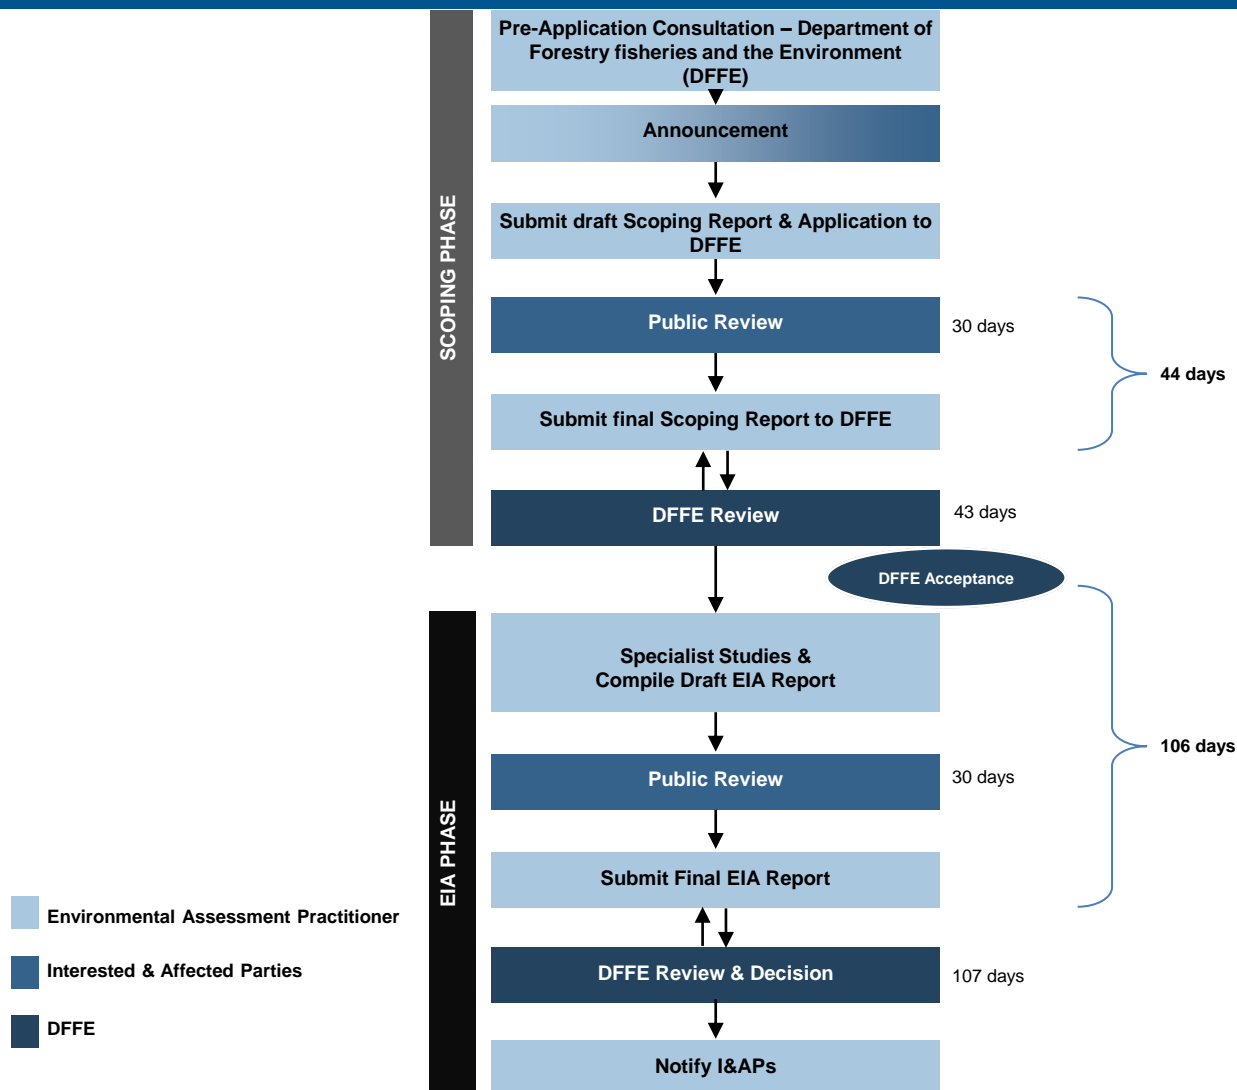 Pre-Application Consultation – Department of
Forestry fisheries and the Environment
(DFFE)
Announcement
SCOPING PHASE
Submit draft Scoping Report & Application to
DFFE
Public Review
30 days
44 days
Submit final Scoping Report to DFFE
DFFE Review
43 days
DFFE Acceptance
EIA PHASE
Specialist Studies &
Compile Draft EIA Report
106 days
Public Review
30 days
Submit Final EIA Report
DFFE Review & Decision
107 days
Notify I&APs
Environmental Assessment Practitioner
Interested & Affected Parties
DFFE